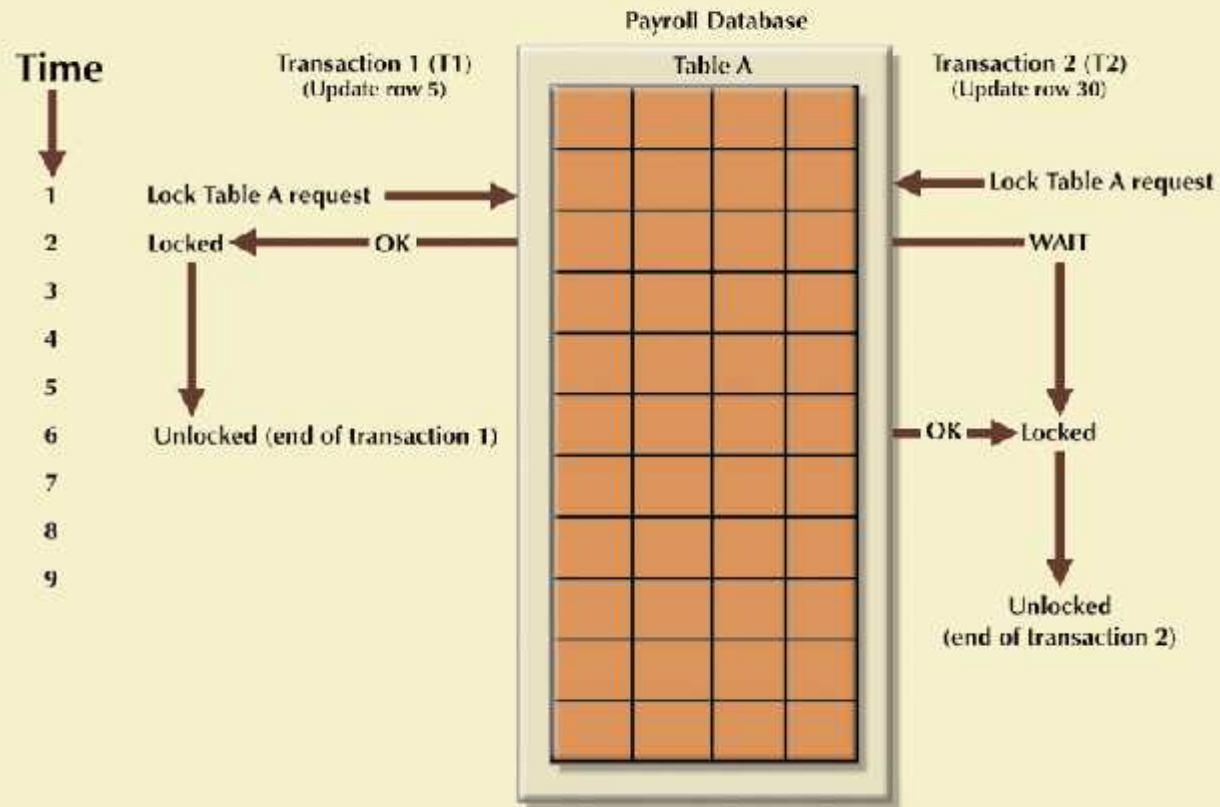 Payroll Database
Time
Transaction 1 (T1)
(Update row 5)
Table A
Transaction 2 (T2)
(Update row 30)
1
Lock Table A request
Lock Table A request
2
Locked
OK
WAIT
3
4
5
6
Unlocked (end of transaction 1)
OK
Locked
7
8
9
Unlocked
(end of transaction 2)